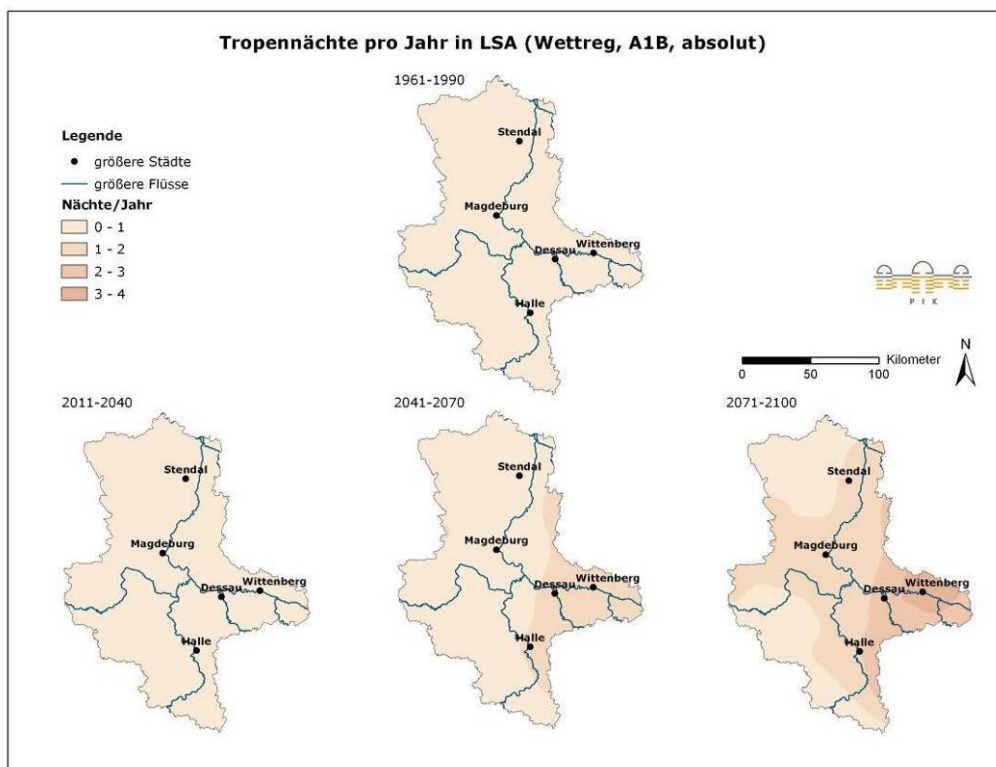 Tropennächte pro Jahr in LSA (Wettreg, A1B, absolut)
1961-1990
Stendal
Magdeburg
Dessau
Wittenberg
Halle
Legende
größere Städte
größere Flüsse
Nächte/Jahr
0 - 1
1 - 2
2 - 3
3 - 4
P I K
N
Kilometer
0 50 100
2011-2040
Stendal
Magdeburg
Dessau
Wittenberg
Halle
2041-2070
Stendal
Magdeburg
Dessau
Wittenberg
Halle
2071-2100
Stendal
Magdeburg
Dessau
Wittenberg
Halle